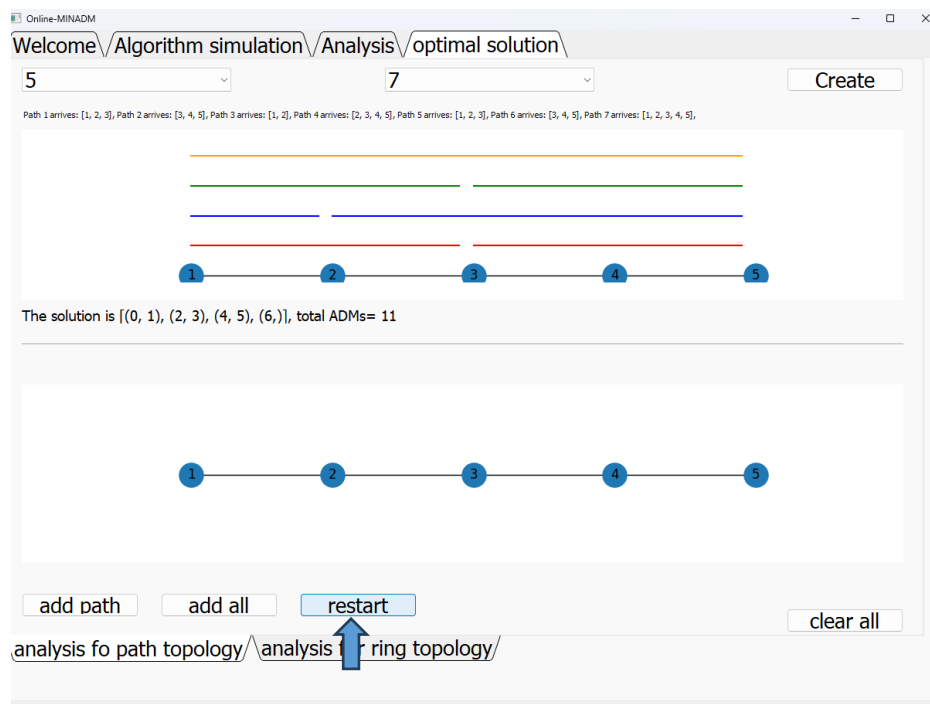 Online-MINADM
Welcome Algorithm simulation Analysis optimal solution
5 7 Create
Path 1 arrives: [1, 2, 3], Path 2 arrives: [3, 4, 5], Path 3 arrives: [1, 2], Path 4 arrives: [2, 3, 4, 5], Path 5 arrives: [1, 2, 3], Path 6 arrives: [3, 4, 5], Path 7 arrives: [1, 2, 3, 4, 5],
1 2 3 4 5
The solution is [(0, 1), (2, 3), (4, 5), (6,)], total ADMs= 11
1 2 3 4 5
add path add all restart
clear all
analysis fo path topology analysis ring topology